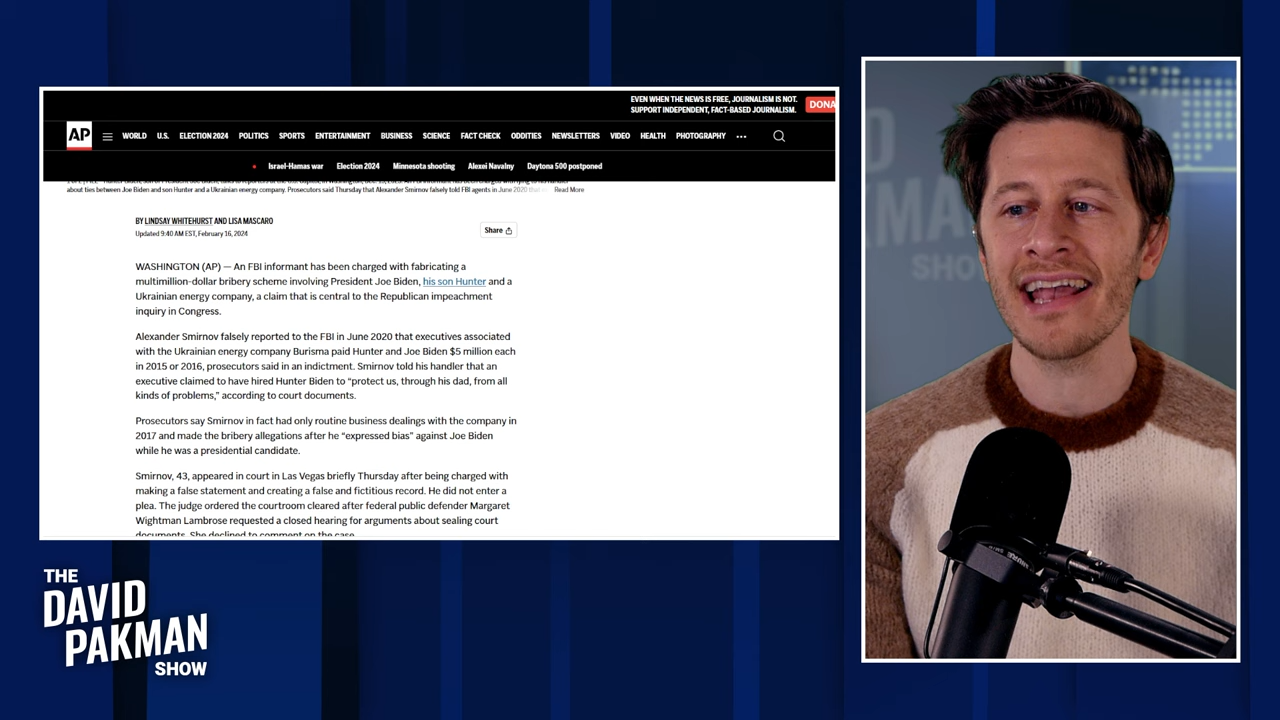 EVEN WHEN THE NEWS IS FREE, JOURNALISM IS NOT.
SUPPORT INDEPENDENT, FACT-BASED JOURNALISM.
DONA
AP
WORLD U.S. ELECTION 2024 POLITICS SPORTS ENTERTAINMENT BUSINESS SCIENCE FACT CHECK ODDITIES NEWSLETTERS VIDEO HEALTH PHOTOGRAPHY •••
Israel-Hamas war Election 2024 Minnesota shooting Alexei Navalny Daytona 500 postponed
about ties between Joe Biden and son Hunter and a Ukrainian energy company. Prosecutors said Thursday that Alexander Smirnov falsely told FBI agents in June 2020 that Read More
BY LINDSAY WHITEHURST AND LISA MASCARO
Updated 9:40 AM EST, February 16, 2024
Share
WASHINGTON (AP) — An FBI informant has been charged with fabricating a
multimillion-dollar bribery scheme involving President Joe Biden, his son Hunter and a
Ukrainian energy company, a claim that is central to the Republican impeachment
inquiry in Congress.
Alexander Smirnov falsely reported to the FBI in June 2020 that executives associated
with the Ukrainian energy company Burisma paid Hunter and Joe Biden $5 million each
in 2015 or 2016, prosecutors said in an indictment. Smirnov told his handler that an
executive claimed to have hired Hunter Biden to “protect us, through his dad, from all
kinds of problems,” according to court documents.
Prosecutors say Smirnov in fact had only routine business dealings with the company in
2017 and made the bribery allegations after he “expressed bias” against Joe Biden
while he was a presidential candidate.
Smirnov, 43, appeared in court in Las Vegas briefly Thursday after being charged with
making a false statement and creating a false and fictitious record. He did not enter a
plea. The judge ordered the courtroom cleared after federal public defender Margaret
Wightman Lambrose requested a closed hearing for arguments about sealing court
documents. She declined to comment on the case.
THE
DAVID
PAKMAN
SHOW